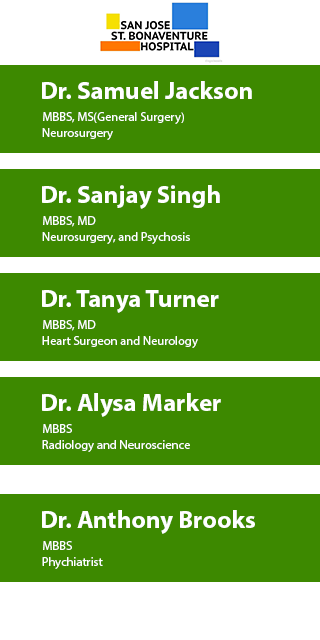 SAN JOSE
ST. BONAVENTURE
HOSPITAL
Dr. Samuel Jackson
MBBS, MS(General Surgery)
Neurosurgery
Dr. Sanjay Singh
MBBS, MD
Neurosurgery, and Psychosis
Dr. Tanya Turner
MBBS, MD
Heart Surgeon and Neurology
Dr. Alysa Marker
MBBS
Radiology and Neuroscience
Dr. Anthony Brooks
MBBS
Phychiatrist